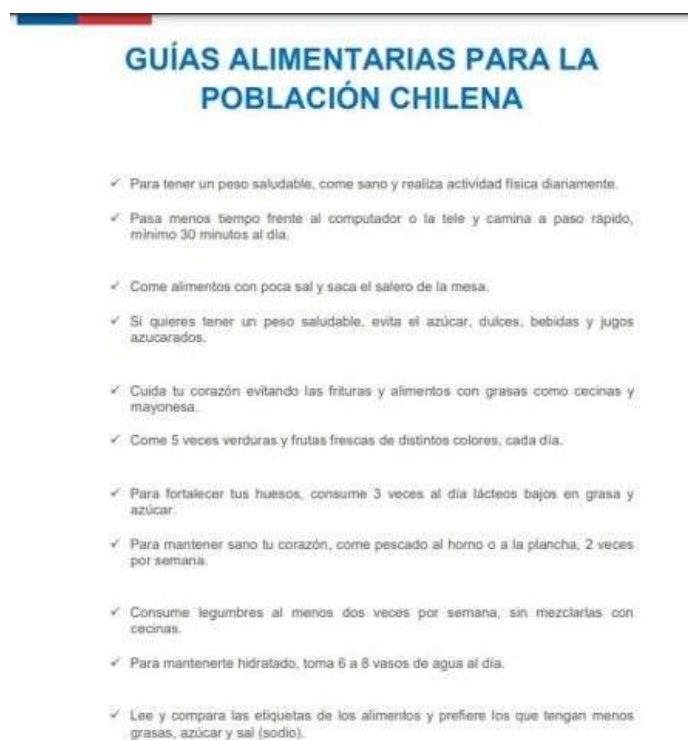 GUÍAS ALIMENTARIAS PARA LA
POBLACIÓN CHILENA
✓ Para tener un peso saludable, come sano y realiza actividad física diariamente.
✓ Pasa menos tiempo frente al computador o la tele y camina a paso rápido,
mínimo 30 minutos al día.
✓ Come alimentos con poca sal y saca el salero de la mesa.
✓ Si quieres tener un peso saludable, evita el azúcar, dulces, bebidas y jugos
azucarados.
✓ Cuida tu corazón evitando las frituras y alimentos con grasas como cecinas y
mayonesa.
✓ Come 5 veces verduras y frutas frescas de distintos colores, cada día.
✓ Para fortalecer tus huesos, consume 3 veces al día lácteos bajos en grasa y
azúcar.
✓ Para mantener sano tu corazón, come pescado al horno o a la plancha, 2 veces
por semana.
✓ Consume legumbres al menos dos veces por semana, sin mezclarlas con
cecinas.
✓ Para mantenerte hidratado, toma 6 a 8 vasos de agua al día.
✓ Lee y compara las etiquetas de los alimentos y prefiere los que tengan menos
grasas, azúcar y sal (sodio).